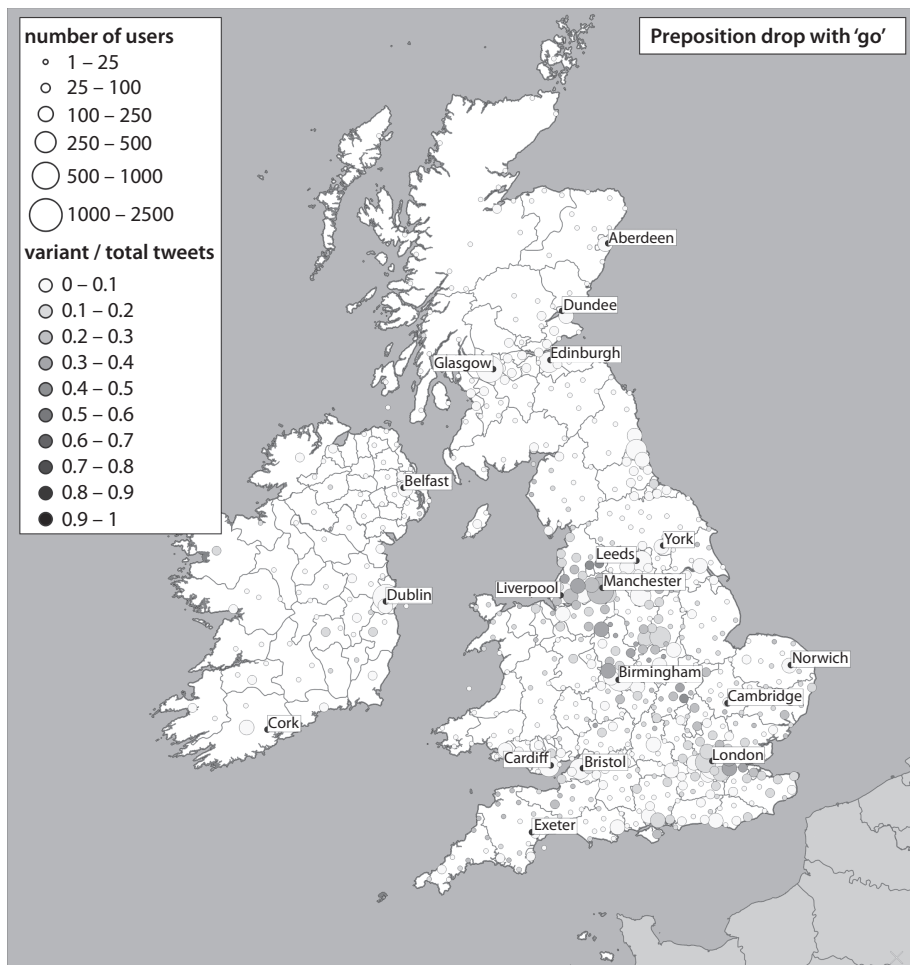 Preposition drop with ‘go’
number of users
1 – 25
25 – 100
100 – 250
250 – 500
500 – 1000
1000 – 2500
variant / total tweets
0 – 0.1
0.1 – 0.2
0.2 – 0.3
0.3 – 0.4
0.4 – 0.5
0.5 – 0.6
0.6 – 0.7
0.7 – 0.8
0.8 – 0.9
0.9 – 1
Aberdeen
Dundee
Edinburgh
Glasgow
Belfast
York
Leeds
Manchester
Liverpool
Dublin
Norwich
Birmingham
Cambridge
Cork
Cardiff
Bristol
London
Exeter